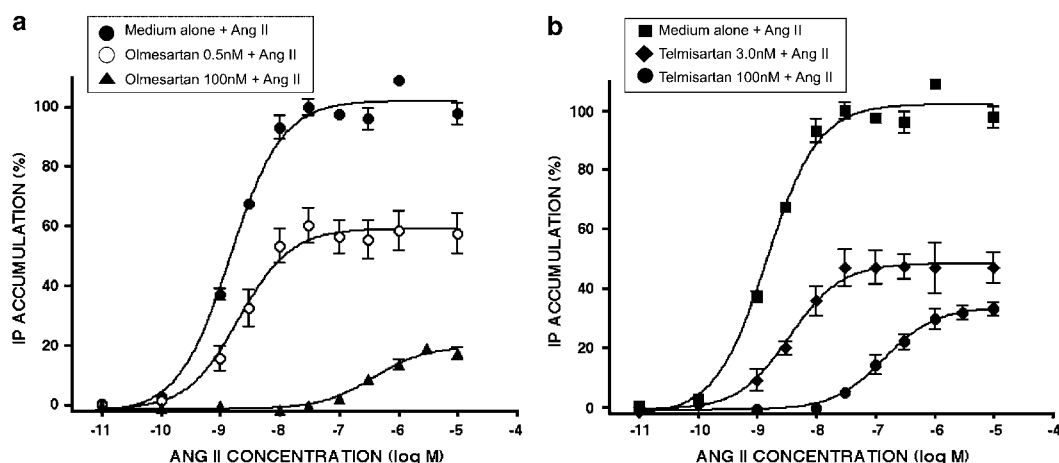 a
Medium alone + Ang II
Olmesartan 0.5nM + Ang II
Olmesartan 100nM + Ang II
IP ACCUMULATION (%)
100
80
60
40
20
0
-11
-10
-9
-8
-7
-6
-5
-4
ANG II CONCENTRATION (log M)
b
Medium alone + Ang II
Telmisartan 3.0nM + Ang II
Telmisartan 100nM + Ang II
IP ACCUMULATION (%)
100
80
60
40
20
0
-11
-10
-9
-8
-7
-6
-5
-4
ANG II CONCENTRATION (log M)